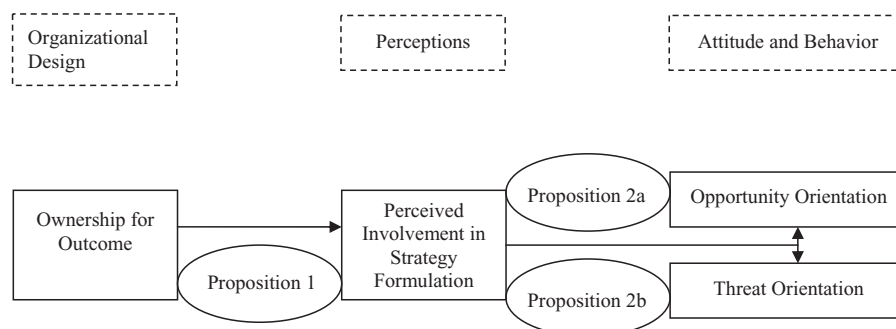 Organizational
Design
Perceptions
Attitude and Behavior
Ownership for
Outcome
Proposition 1
Perceived
Involvement in
Strategy
Formulation
Proposition 2a
Opportunity Orientation
Proposition 2b
Threat Orientation